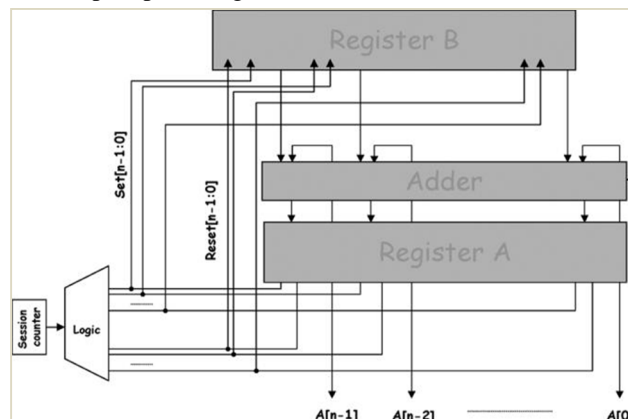 Register B
Set[n-1:0]
Reset[n-1:0]
Adder
Register A
Session
counter
Logic
A[n-1] A[n-2] A[0